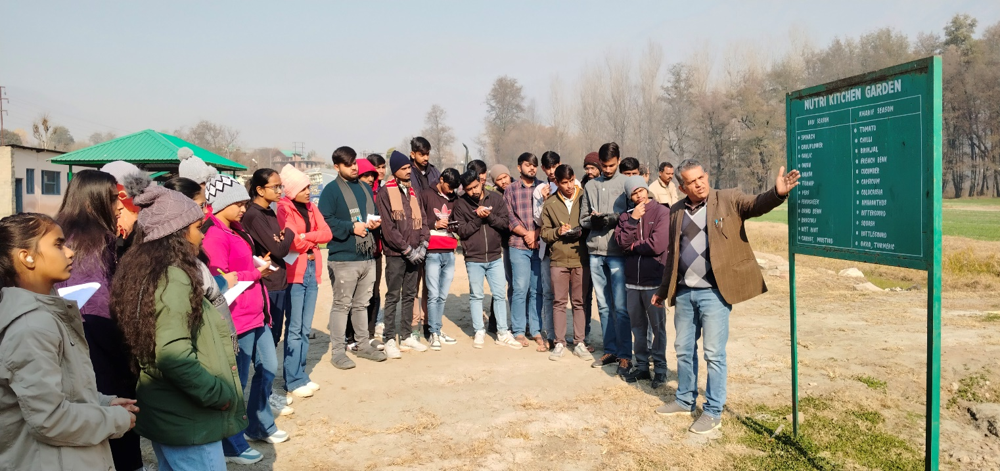 NUTRI KITCHEN GARDEN
RABI SEASON
SPINACH
CAULIFLOWER
GARLIC
ONION
RADISH
TURNIP
PEAS
FENUGREEK
BROAD BEAN
BROCCOLI
BEET ROOT
CARROT, MUSTARD
KHARIF SEASON
TOMATO
CHILLI
BRINJAL
FRENCH BEAN
CUCUMBER
CAPSICUM
COLOCASIA
AMARANTHUS
BITTERGOURD
SQUASH
BOTTLEGOURD
OKRA, TURMERIC